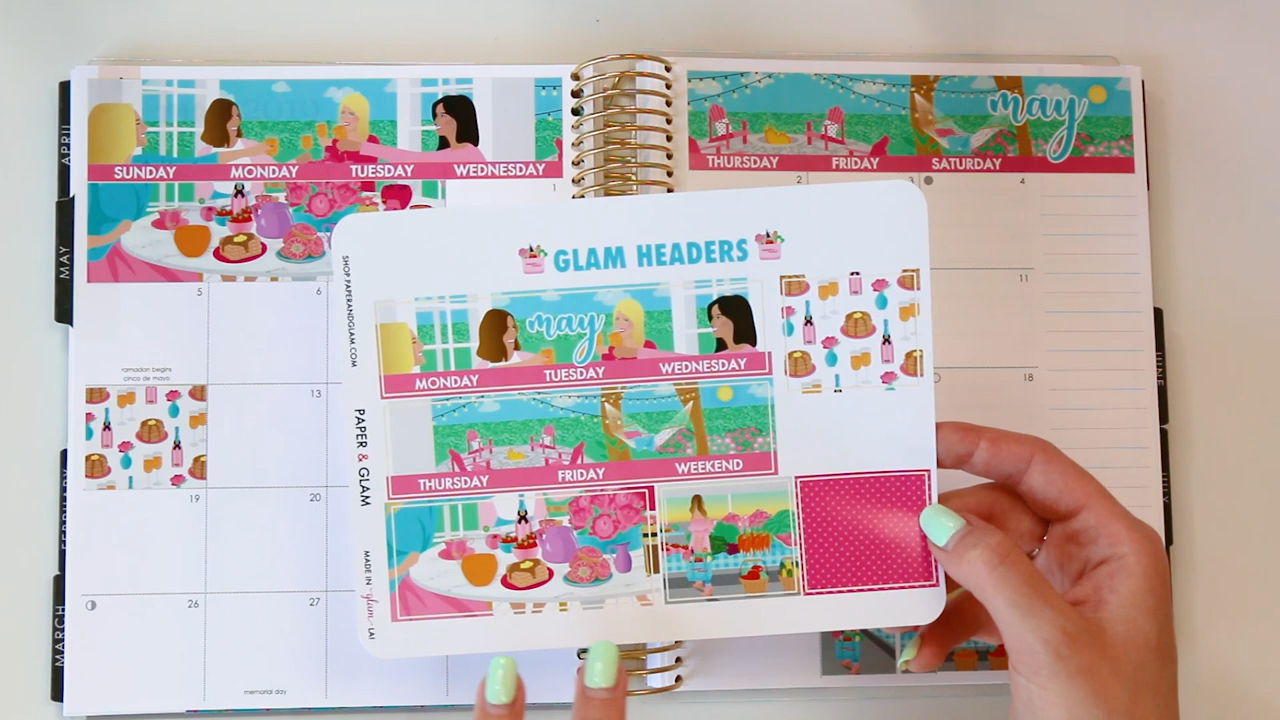 may
SUNDAY MONDAY TUESDAY WEDNESDAY
THURSDAY FRIDAY SATURDAY
1
2 3 4
5 6
11
ramadan begins
cinco de mayo
13
18
19 20
26 27
memorial day
APRIL
MAY
FEBRUARY
MARCH
JUNE
JULY
GLAM HEADERS
may
MONDAY TUESDAY WEDNESDAY
THURSDAY FRIDAY WEEKEND
SHOP PAPERANDGLAM.COM
PAPER & GLAM
MADE IN glam LA!